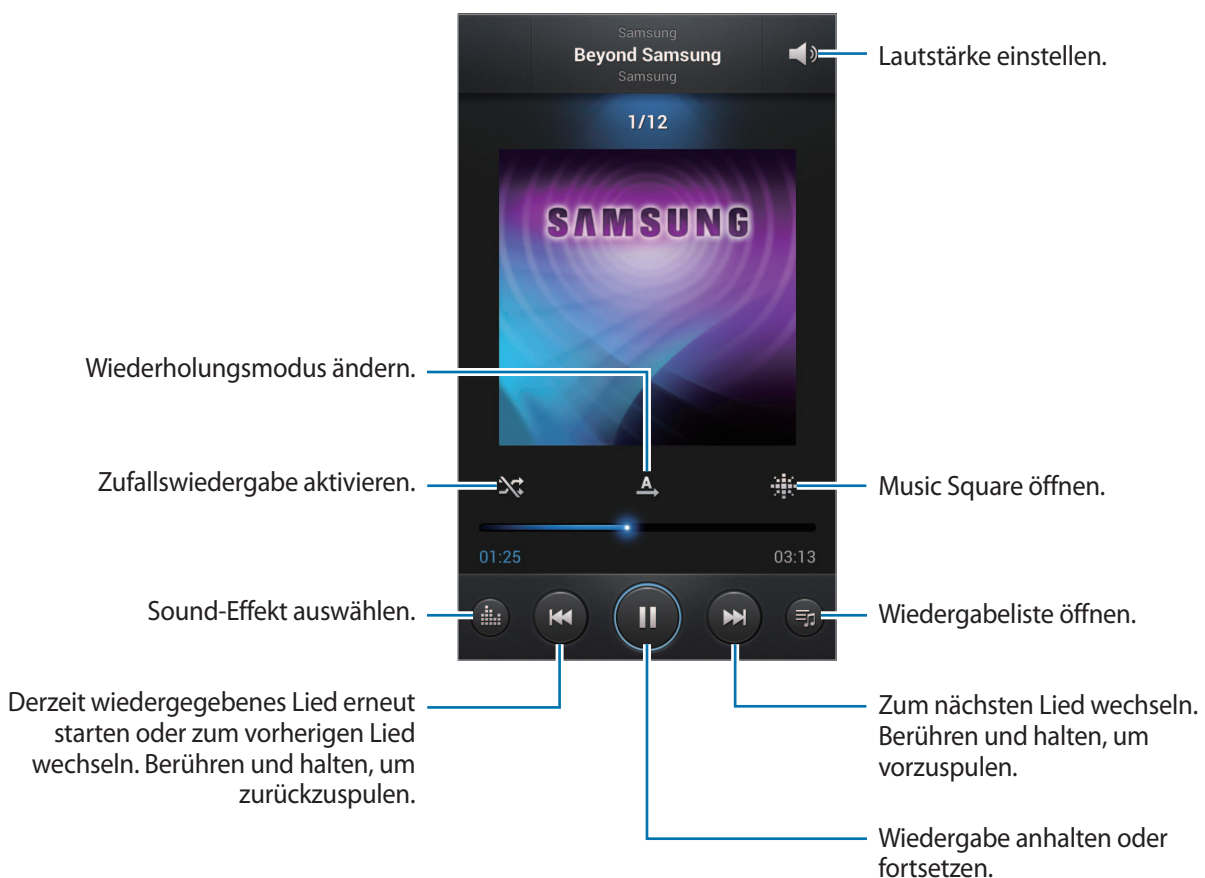 Samsung
Beyond Samsung
Samsung
Lautstärke einstellen.
1/12
SAMSUNG
Wiederholungsmodus ändern.
Zufallswiedergabe aktivieren.
A
Music Square öffnen.
01:25
03:13
Sound-Effekt auswählen.
Wiedergabeliste öffnen.
Derzeit wiedergegebenes Lied erneut
starten oder zum vorherigen Lied
wechseln. Berühren und halten, um
zurückzuspulen.
Zum nächsten Lied wechseln.
Berühren und halten, um
vorzuspulen.
Wiedergabe anhalten oder
fortsetzen.